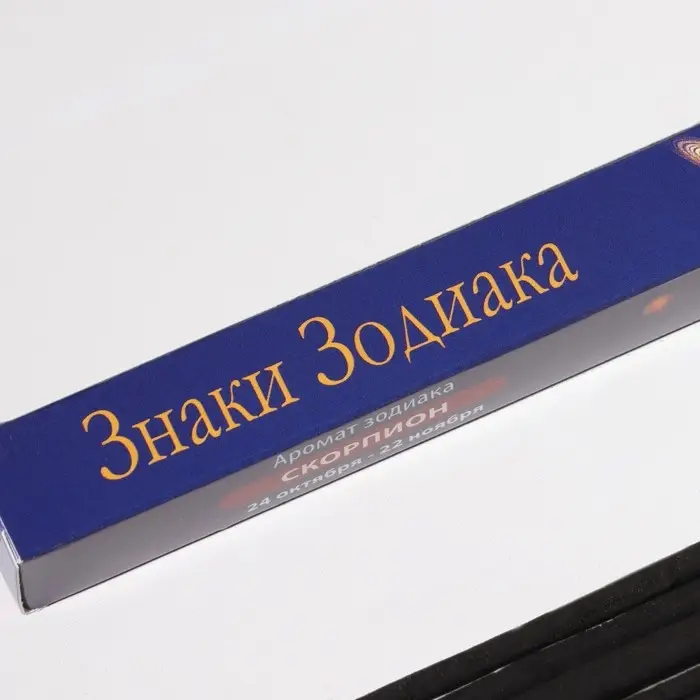 Знаки Зодиака
Аромат зодиака
СКОРПИОН
24 октября - 22 ноября